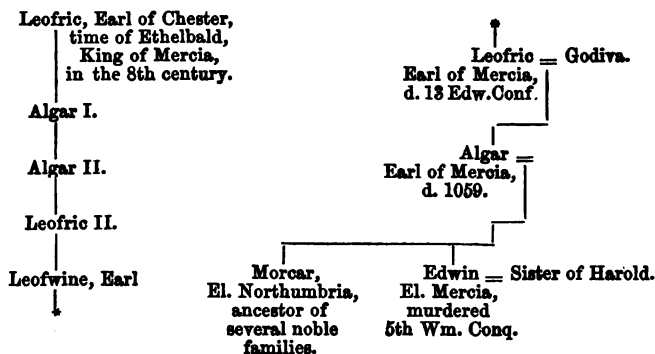 Leofric, Earl of Chester,
time of Ethelbald,
King of Mercia,
in the 8th century.
Algar I.
Algar II.
Leofric II.
Leofwine, Earl
*
*
Leofric = Godiva.
Earl of Mercia,
d. 13 Edw.Conf.
Algar =
Earl of Mercia,
d. 1059.
Morcar,
El. Northumbria,
ancestor of
several noble
families.
Edwin = Sister of Harold.
El. Mercia,
murdered
5th Wm. Conq.